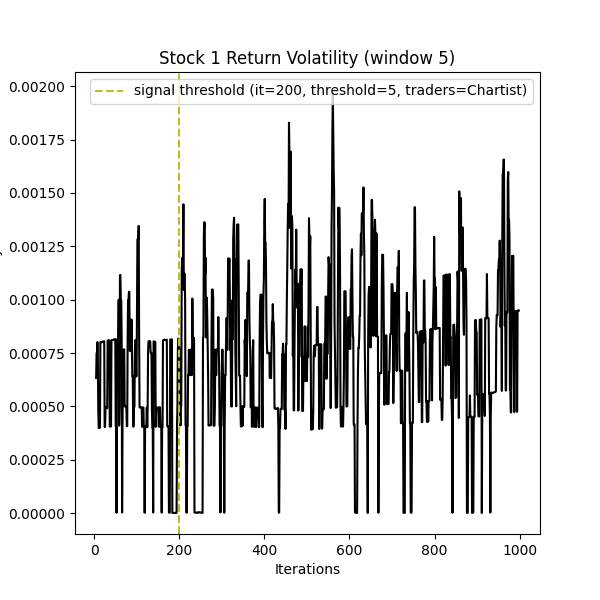 Stock 1 Return Volatility (window 5)
signal threshold (it=200, threshold=5, traders=Chartist)
0.00200
0.00175
0.00150
0.00125
0.00100
0.00075
0.00050
0.00025
0.00000
0 200 400 600 800 1000
Iterations